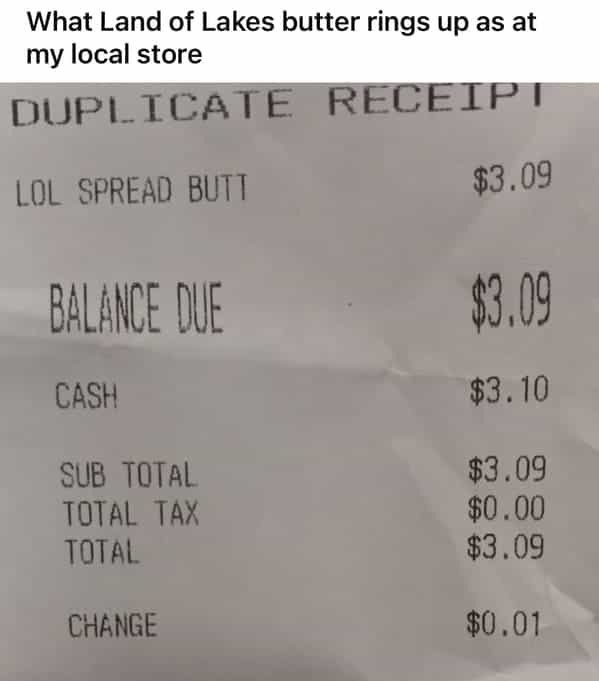 What Land of Lakes butter rings up as at
my local store
DUPLICATE RECEIPT
LOL SPREAD BUTT $3.09
BALANCE DUE $3.09
CASH $3.10
SUB TOTAL $3.09
TOTAL TAX $0.00
TOTAL $3.09
CHANGE $0.01